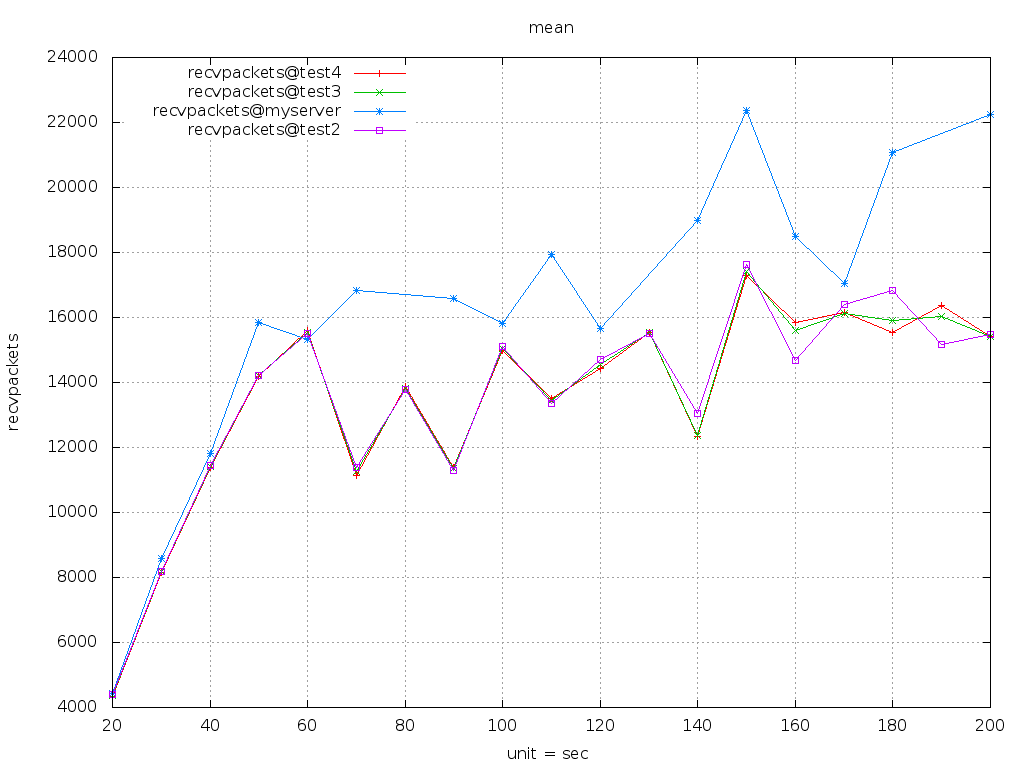 mean
24000
22000
20000
18000
16000
14000
12000
10000
8000
6000
4000
recvpackets@test4
recvpackets@test3
recvpackets@myserver
recvpackets@test2
recvpackets
20 40 60 80 100 120 140 160 180 200
unit = sec